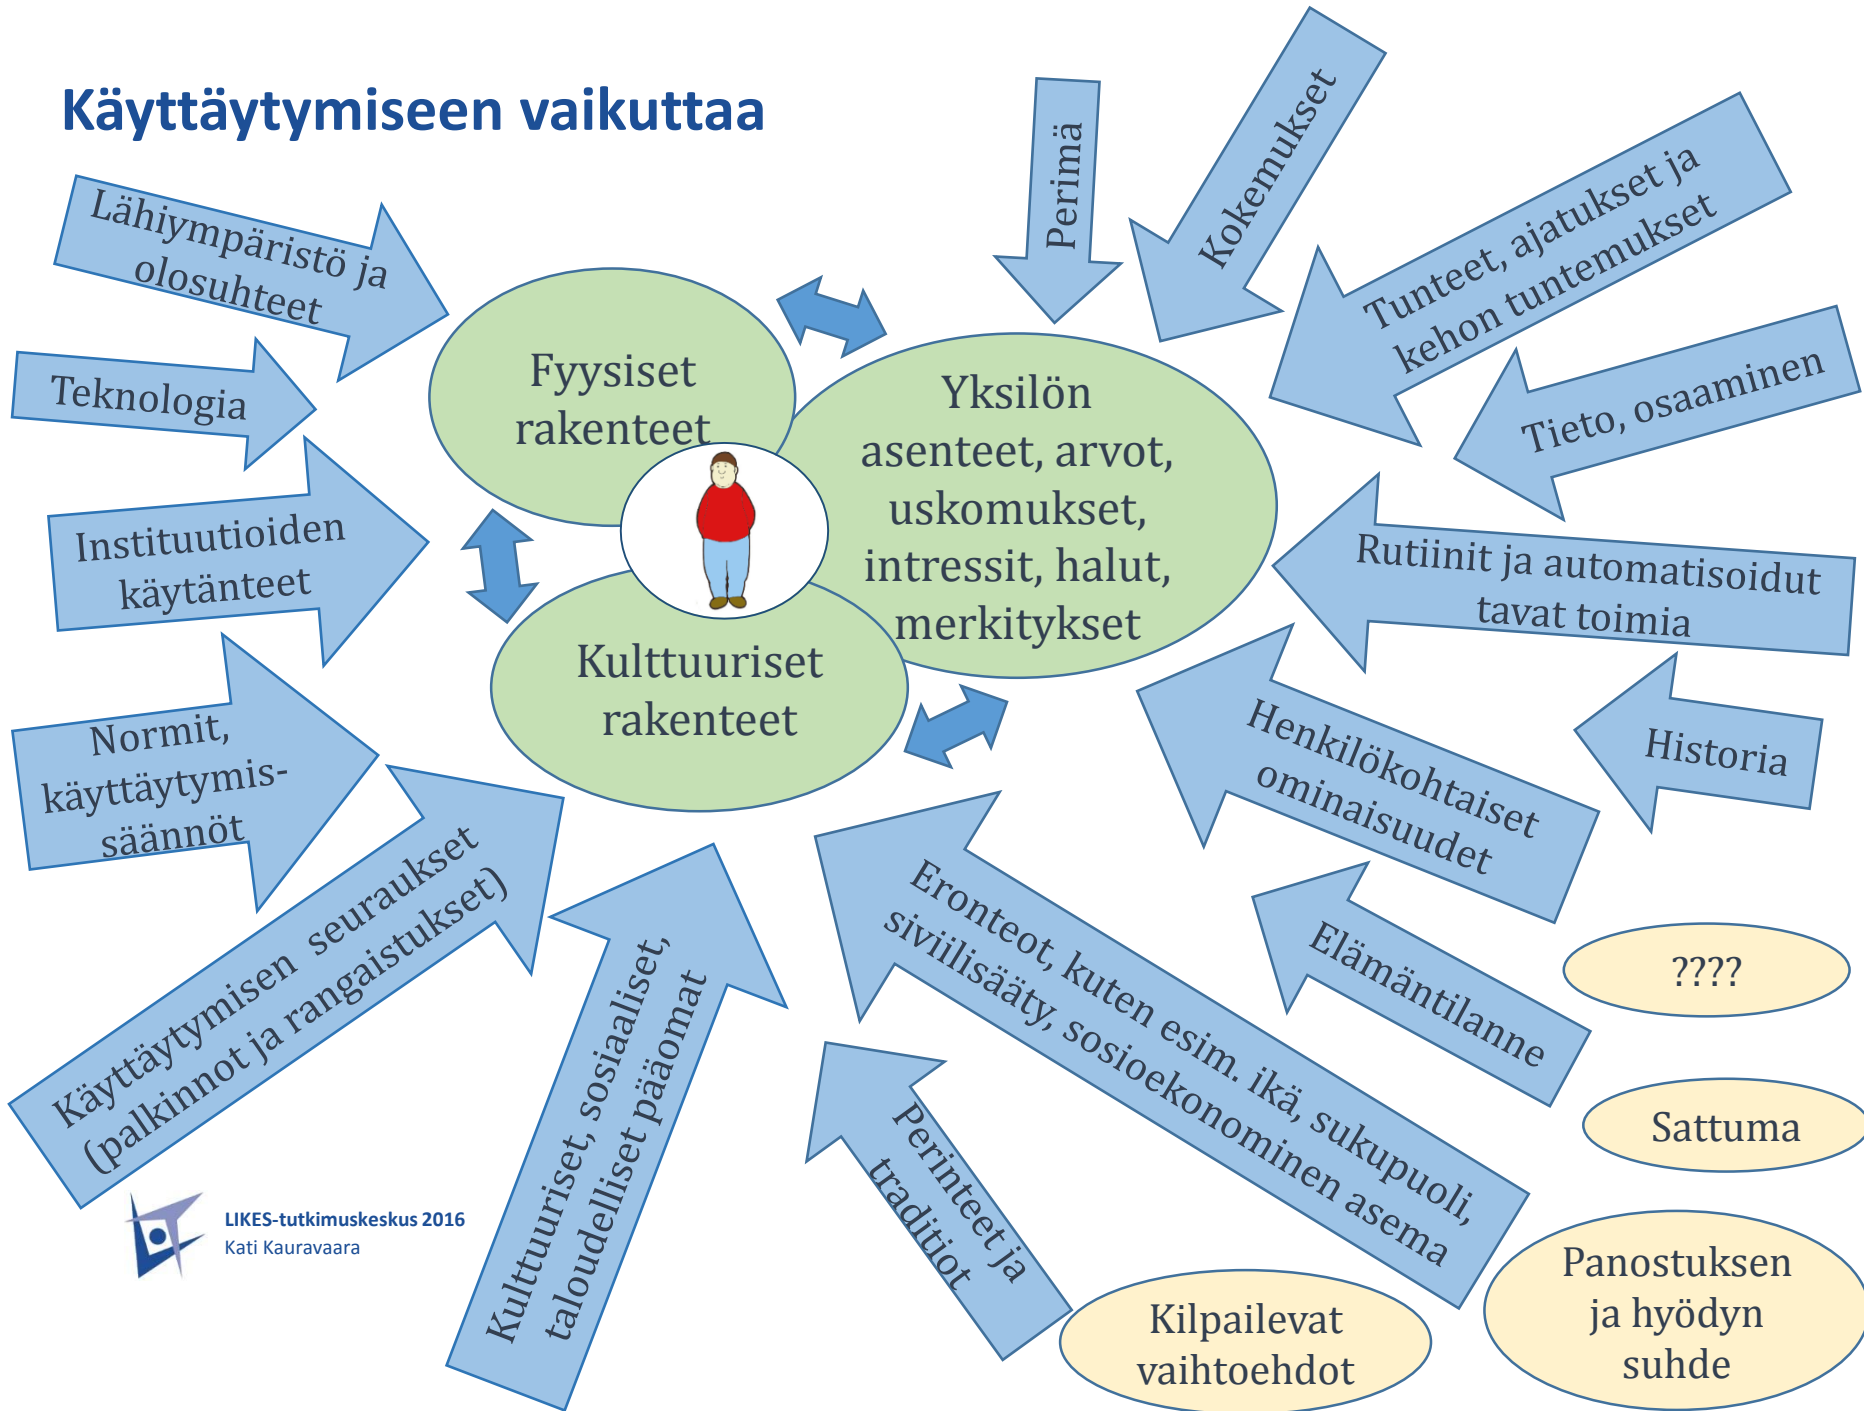 Käyttäytymiseen vaikuttaa
Lähiympäristö ja
olosuhteet
Teknologia
Instituutioiden
käytänteet
Normit,
käyttäytymis-
säännöt
Käyttäytymisen seuraukset
(palkinnot ja rangaistukset)
Kulttuuriset, sosiaaliset,
taloudelliset pääomat
Perinteet ja
traditiot
Eronteot, kuten esim. ikä, sukupuoli,
siviilisääty, sosioekonominen asema
Elämäntilanne
Henkilökohtaiset
ominaisuudet
Historia
Rutiinit ja automatisoidut
tavat toimia
Tieto, osaaminen
Tunteet, ajatukset ja
kehon tuntemukset
Kokemukset
Perimä
Fyysiset
rakenteet
Yksilön
asenteet, arvot,
uskomukset,
intressit, halut,
merkitykset
Kulttuuriset
rakenteet
????
Sattuma
Panostuksen
ja hyödyn
suhde
Kilpailevat
vaihtoehdot
LIKES-tutkimuskeskus 2016
Kati Kauravaara